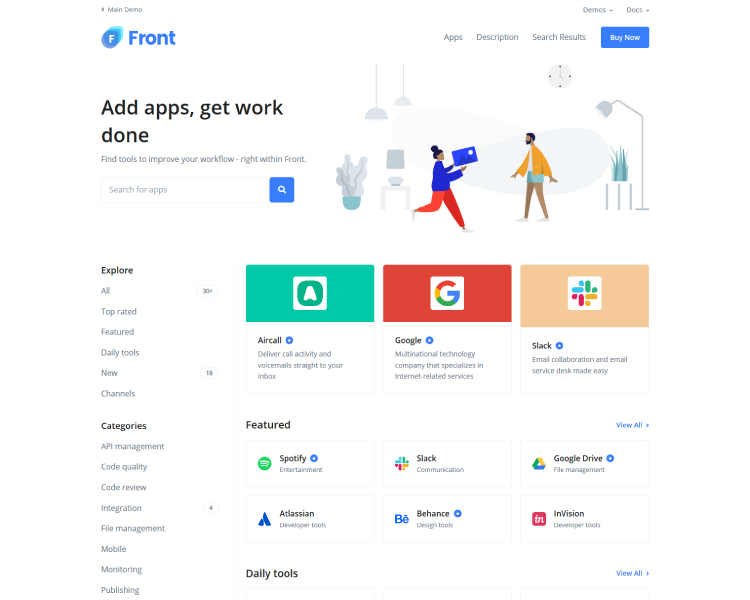 Main Demo
Demos
Docs
F Front
Apps
Description
Search Results
Buy Now
Add apps, get work
done
Find tools to improve your workflow - right within Front.
Search for apps
Explore
All
30+
Top rated
Featured
Daily tools
New
18
Channels
Categories
API management
Code quality
Code review
Integration
4
File management
Mobile
Monitoring
Publishing
Aircall
Deliver call activity and
voicemails straight to your
inbox
Google
Multinational technology
company that specializes in
Internet-related services
Slack
Email collaboration and email
service desk made easy
Featured
View All
Spotify
Entertainment
Slack
Communication
Google Drive
File management
Atlassian
Developer tools
Bē
Behance
Design tools
in
InVision
Developer tools
Daily tools
View All